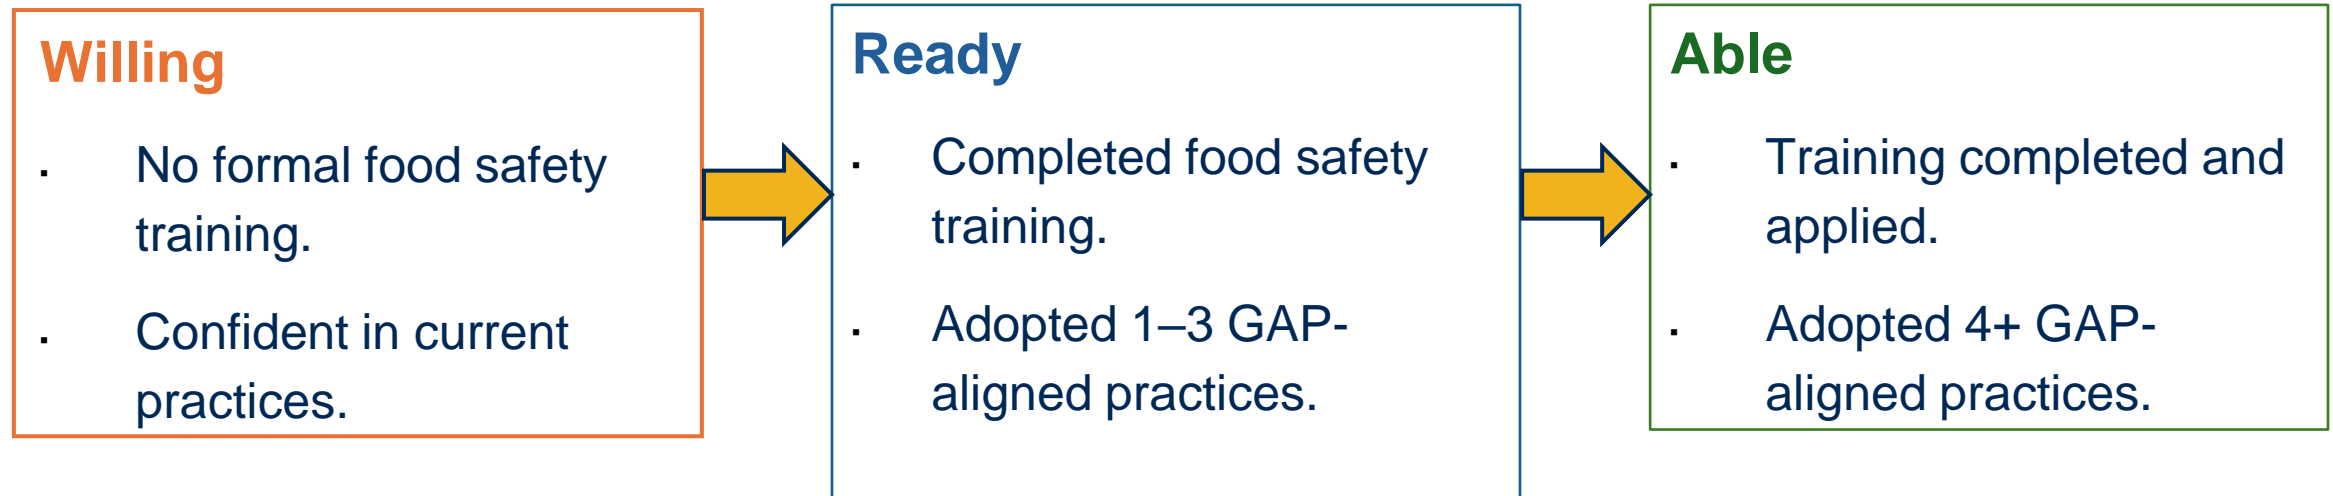 Willing
· No formal food safety
training.
· Confident in current
practices.
Ready
· Completed food safety
training.
· Adopted 1–3 GAP-
aligned practices.
Able
· Training completed and
applied.
· Adopted 4+ GAP-
aligned practices.